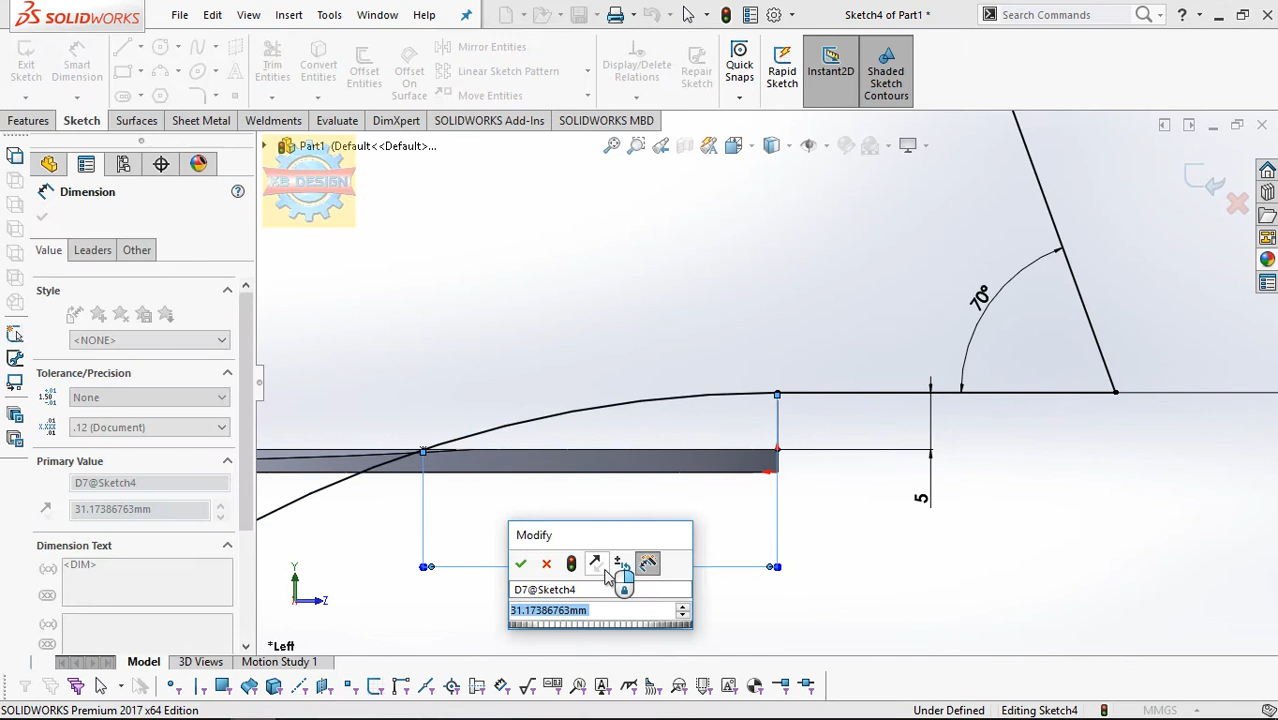 SOLIDWORKS
File Edit View Insert Tools Window Help
Sketch4 of Part1 *
Search Commands
Exit Sketch
Smart Dimension
Trim Entities
Convert Entities
Offset Entities
Offset On Surface
Mirror Entities
Linear Sketch Pattern
Move Entities
Display/Delete Relations
Repair Sketch
Quick Snaps
Rapid Sketch
Instant2D
Shaded Sketch Contours
Features Sketch Surfaces Sheet Metal Weldments Evaluate DimXpert SOLIDWORKS Add-Ins SOLIDWORKS MBD
Part1 (Default<<Default>...
KB DESIGN
Dimension
Value Leaders Other
Style
<NONE>
Tolerance/Precision
None
.12 (Document)
Primary Value
D7@Sketch4
31.17386763mm
Dimension Text
<DIM>
70°
5
Modify
D7@Sketch4
31.17386763mm
Y
Z
*Left
Model 3D Views Motion Study 1
SOLIDWORKS Premium 2017 x64 Edition
Under Defined Editing Sketch4 MMGS